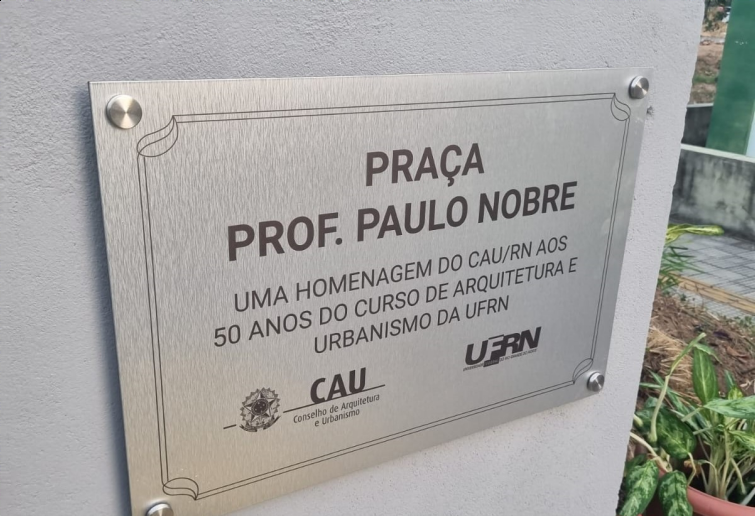 PRAÇA
PROF. PAULO NOBRE
UMA HOMENAGEM DO CAU/RN AOS
50 ANOS DO CURSO DE ARQUITETURA E
URBANISMO DA UFRN
CAU
Conselho de Arquitetura
e Urbanismo
UFRN